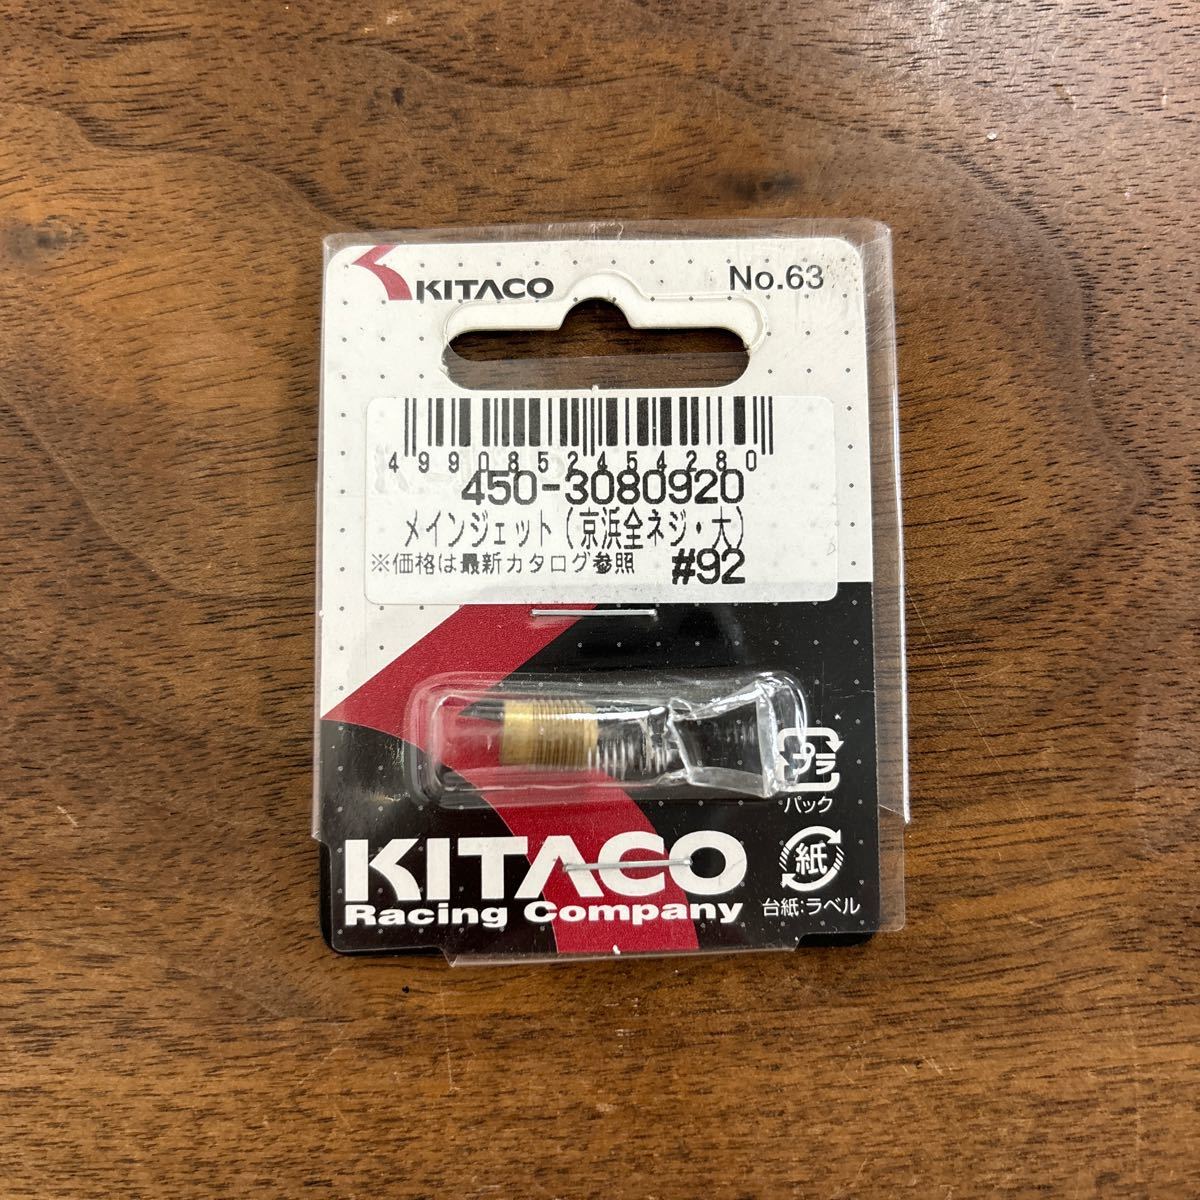 KITACO
No.63
4990852454280
450-3080920
メインジェット(京浜全ネジ・大)
※価格は最新カタログ参照 #92
プラ
パック
KITACO
Racing Company
紙
台紙:ラベル